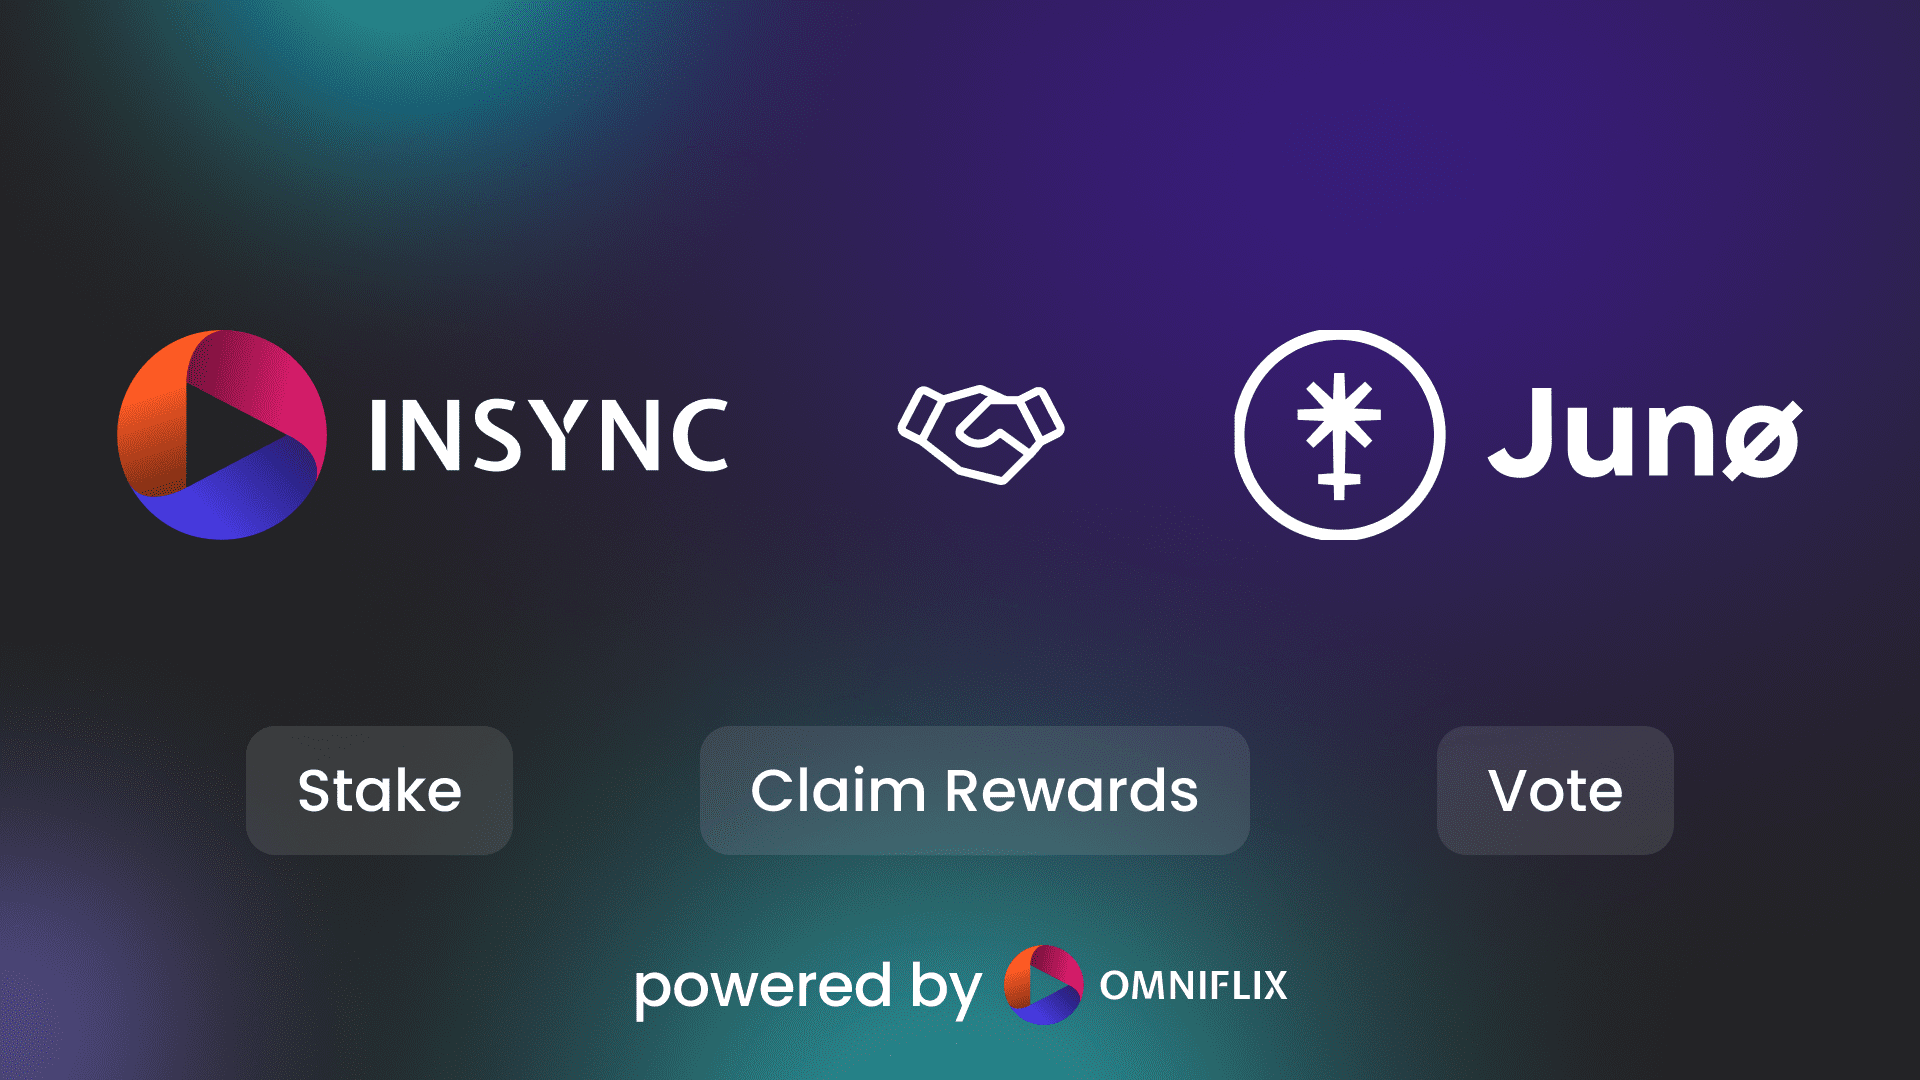 INSYNC
Junø
Stake
Claim Rewards
Vote
powered by OMNIFLIX